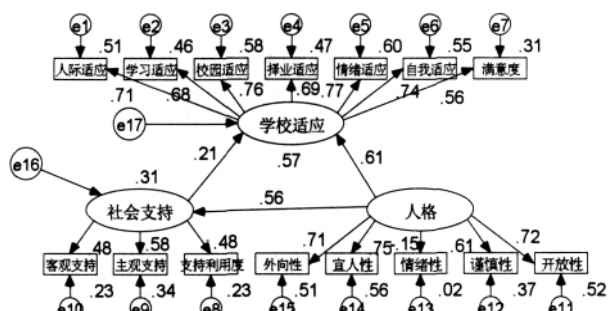 e1 e2 e3 e4 e5 e6 e7
.51 .46 .58 .47 .60 .55 .31
人际适应 学习适应 校园适应 择业适应 情绪适应 自我适应 满意度
.71 .68 .76 .69 .77 .74 .56
e17 学校适应
.57
.21 .61
e16
.31
社会支持 .56 人格
.48 .58 .48 .71 .75 -.15 .61 .72
客观支持 主观支持 支持利用度 外向性 宜人性 情绪性 谨慎性 开放性
.23 .34 .23 .51 .56 .02 .37 .52
e10 e9 e8 e15 e14 e13 e12 e11